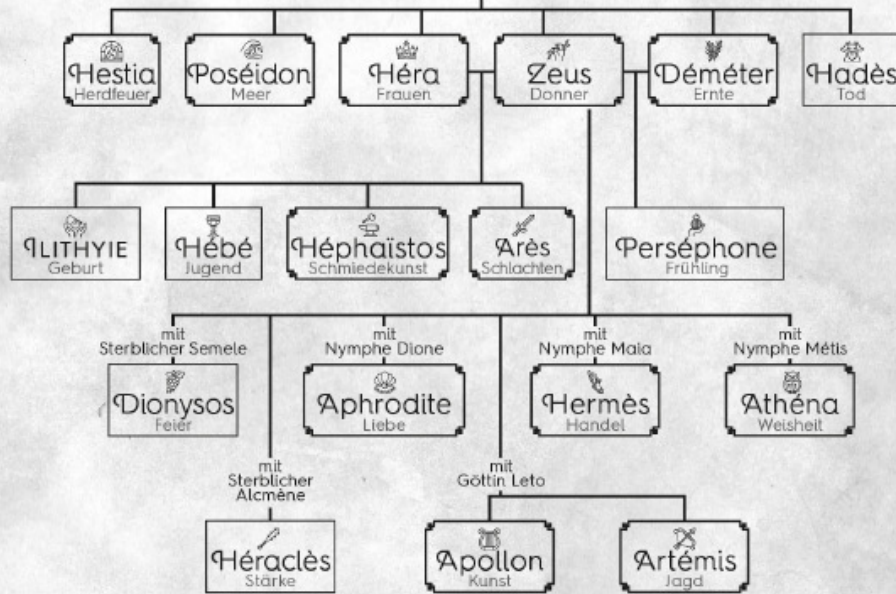 Hestia
Herdfeuer
Poséidon
Meer
Héra
Frauen
Zeus
Donner
Déméter
Ernte
Hadès
Tod
ILITHYIE
Geburt
Hébé
Jugend
Héphaïstos
Schmiedekunst
Arès
Schlachten
Perséphone
Frühling
mit
Sterblicher Semele
Dionysos
Feier
mit
Nymphe Dione
Aphrodite
Liebe
mit
Nymphe Maia
Hermès
Handel
mit
Nymphe Métis
Athéna
Weisheit
mit
Sterblicher
Alcmène
Héraclès
Stärke
mit
Göttin Leto
Apollon
Kunst
Artémis
Jagd